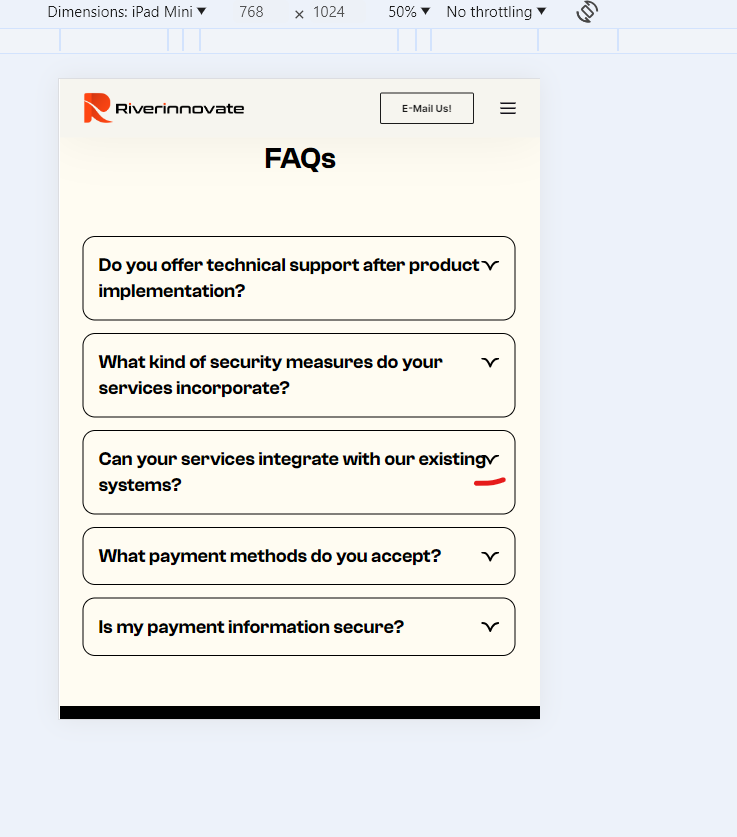 Dimensions: iPad Mini 768 × 1024 50% No throttling
Riverinnovate E-Mail Us!
FAQs
Do you offer technical support after product
implementation?
What kind of security measures do your
services incorporate?
Can your services integrate with our existing
systems?
What payment methods do you accept?
Is my payment information secure?